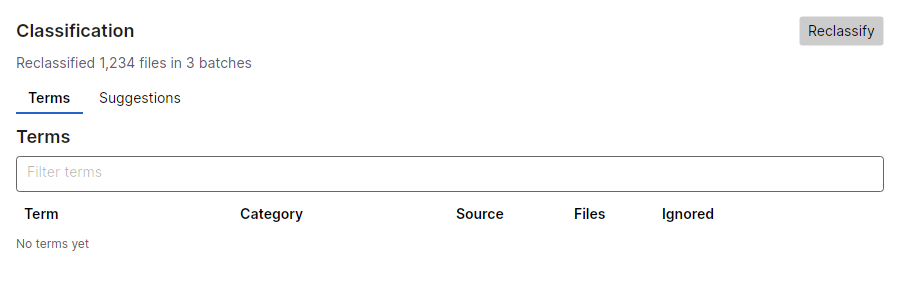 Classification
Reclassify
Reclassified 1,234 files in 3 batches
Terms Suggestions
Terms
Filter terms
Term Category Source Files Ignored
No terms yet